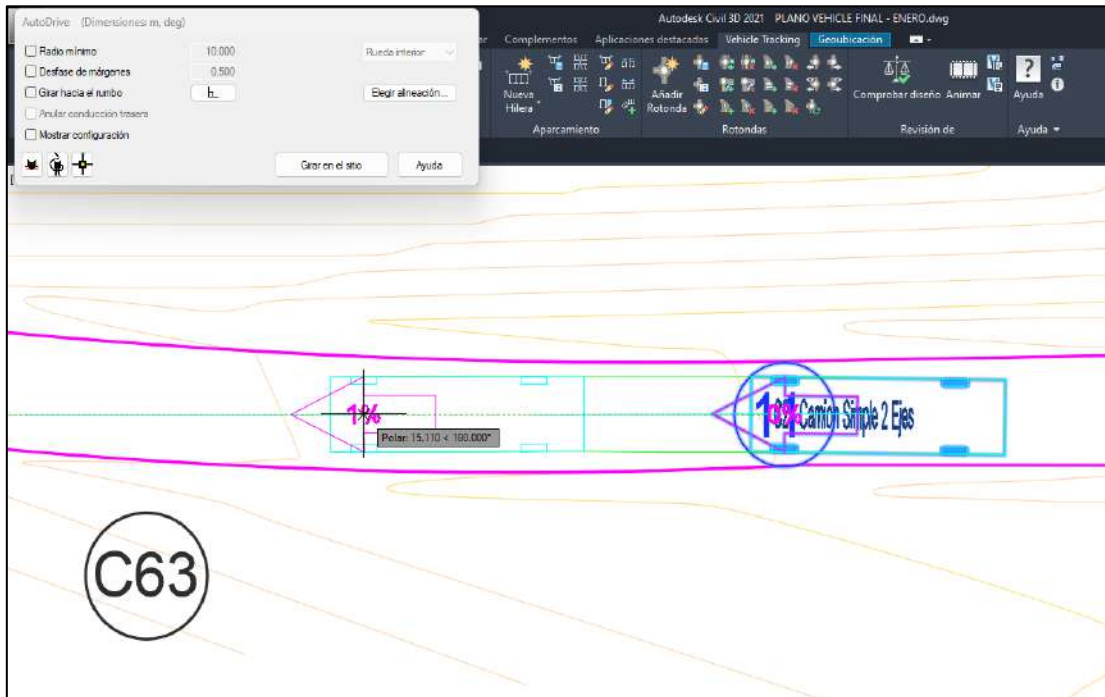 AutoDrive (Dimensiones: m, deg)
Autodesk Civil 3D 2021 PLANO VEHICLE FINAL - ENERO.dwg
Complementos Aplicaciones destacadas Vehicle Tracking Geoubicación
Radio mínimo 10.000 Rueda interior
Desfase de márgenes 0.500
Girar hacia el rumbo Elegir alineación...
Anular conducción trasera
Mostrar configuración
Girar en el sitio Ayuda
Nueva
Hilera
Añadir
Rotonda
Comprobar diseño Animar Ayuda
Aparcamiento Rotondas Revisión de Ayuda
1% Camión Simple 2 Ejes
Polar: 15.110 < 180.000°
C63